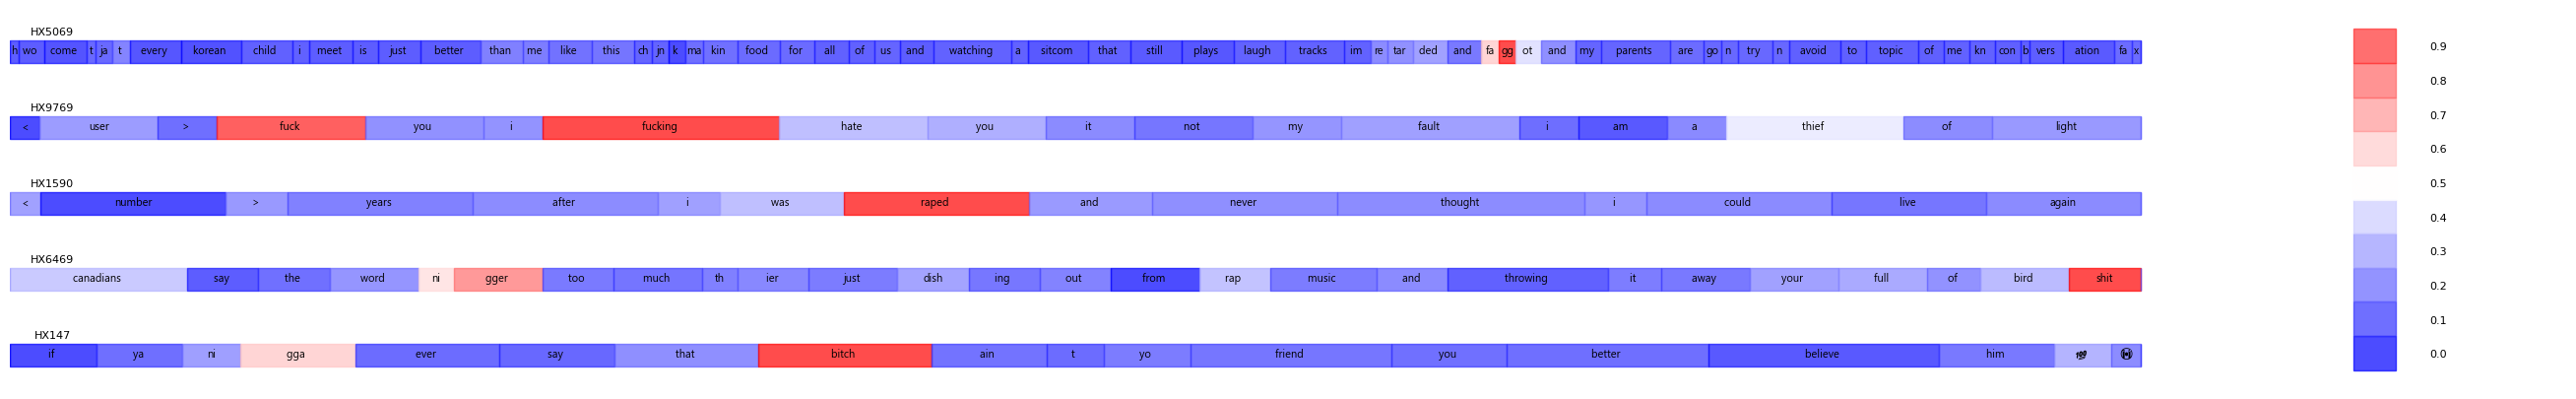 HX5069
h wo come t ja t every korean child i meet is just better than me like this ch jn k ma kin food for all of us and watching a sitcom that still plays laugh tracks im re tar ded and fa gg ot and my parents are go n try n avoid to topic of me kn con b vers ation fa x
HX9769
< user > fuck you i fucking hate you it not my fault i am a thief of light
HX1590
< number > years after i was raped and never thought i could live again
HX6469
canadians say the word ni gger too much th ier just dish ing out from rap music and throwing it away your full of bird shit
HX147
if ya ni gga ever say that bitch ain t yo friend you better believe him
0.9
0.8
0.7
0.6
0.5
0.4
0.3
0.2
0.1
0.0